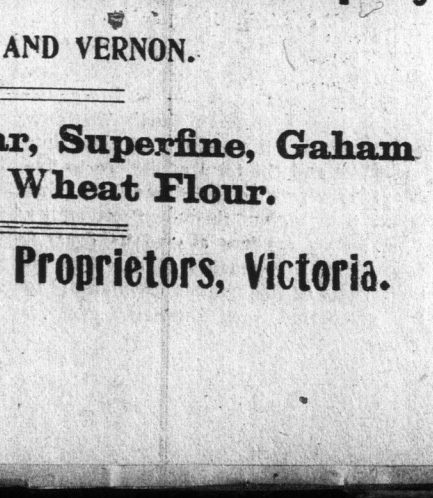 AND VERNON.
ar, Superfine, Gaham
Wheat Flour.
Proprietors, Victoria.